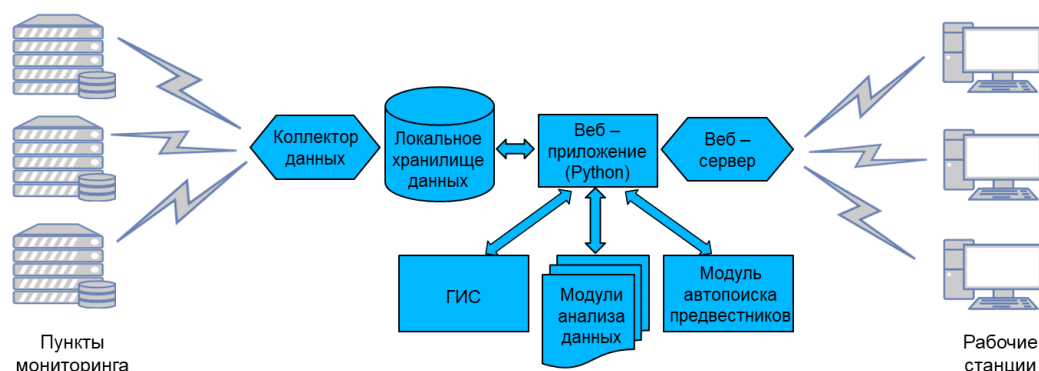 Коллектор
данных
Локальное
хранилище
данных
Веб –
приложение
(Python)
Веб –
сервер
ГИС
Модули
анализа
данных
Модуль
автопоиска
предвестников
Пункты
мониторинга
Рабочие
станции